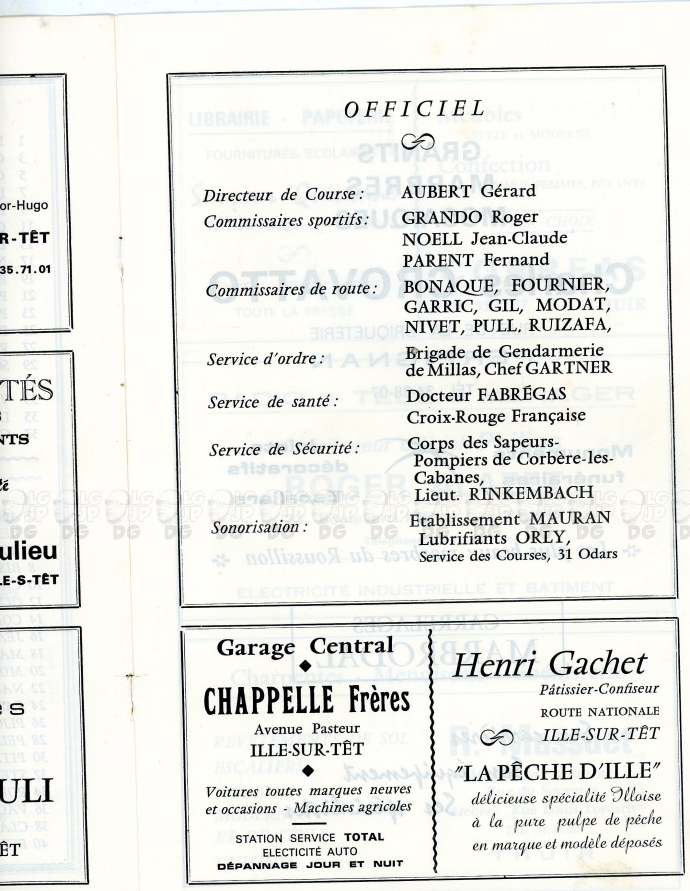 or-Hugo
R-TÊT
35.71.01
TÉS
NTS
ulieu
LE-S-TÊT
ULI
ÊT
OFFICIEL
Directeur de Course : AUBERT Gérard
Commissaires sportifs : GRANDO Roger
NOELL Jean-Claude
PARENT Fernand
Commissaires de route : BONAQUE, FOURNIER,
GARRIC, GIL, MODAT,
NIVET, PULL, RUIZAFA,
Service d'ordre : Brigade de Gendarmerie
de Millas, Chef GARTNER
Service de santé : Docteur FABRÉGAS
Croix-Rouge Française
Service de Sécurité : Corps des Sapeurs-
Pompiers de Corbère-les-
Cabanes,
Lieut. RINKEMBACH
Sonorisation : Etablissement MAURAN
Lubrifiants ORLY,
Service des Courses, 31 Odars
Garage Central
CHAPPELLE Frères
Avenue Pasteur
ILLE-SUR-TÊT
Voitures toutes marques neuves
et occasions - Machines agricoles
STATION SERVICE TOTAL
ELECTICITÉ AUTO
DÉPANNAGE JOUR ET NUIT
Henri Gachet
Pâtissier-Confiseur
ROUTE NATIONALE
ILLE-SUR-TÊT
"LA PÊCHE D'ILLE"
délicieuse spécialité Illoise
à la pure pulpe de pêche
en marque et modèle déposés